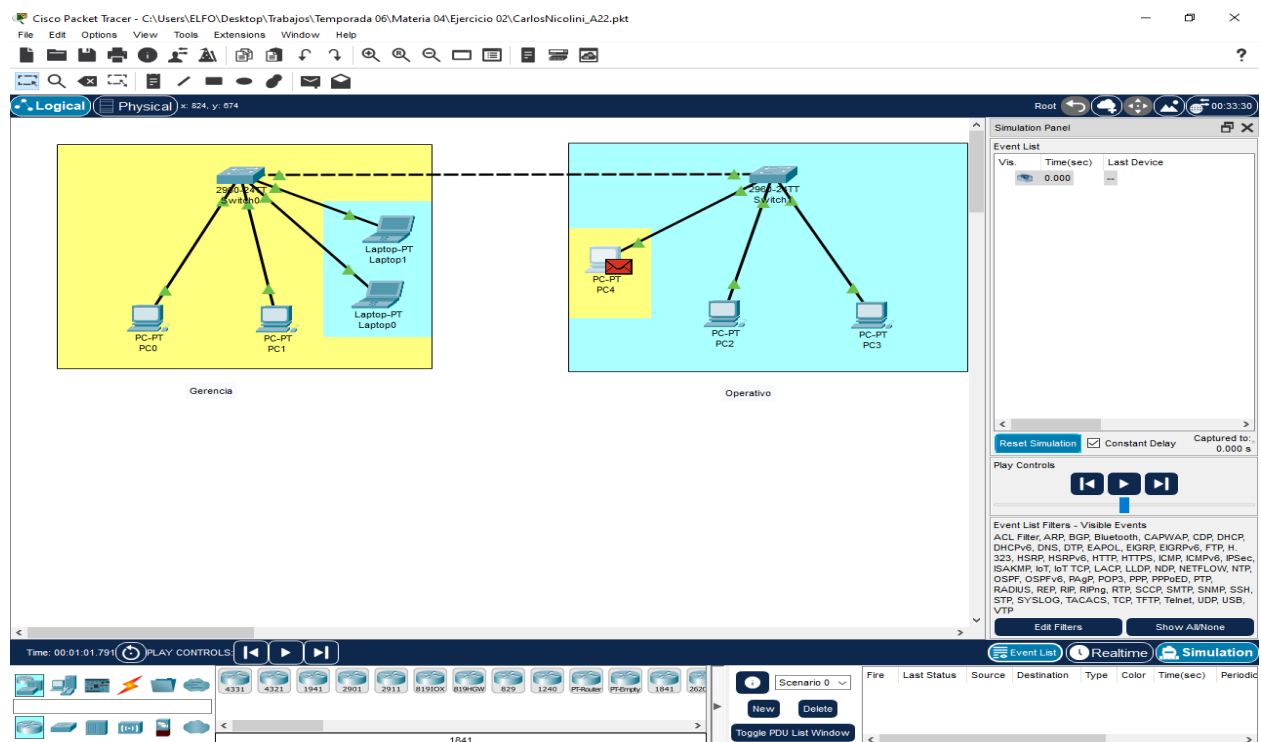 Cisco Packet Tracer - C:\Users\ELFO\Desktop\Trabajos\Temporada 06\Materia 04\Ejercicio 02\CarlosNicolini_A22.pkt
File Edit Options View Tools Extensions Window Help
?
Logical Physical x: 824, y: 674 Root 00:33:30
Simulation Panel
Event List
Vis. Time(sec) Last Device
0.000 --
2960-24TT
Switch0
2960-24TT
Laptop-PT
Laptop1
Laptop-PT
Laptop0
PC-PT
PC0
PC-PT
PC1
PC-PT
PC4
PC-PT
PC2
PC-PT
PC3
Gerencia
Operativo
Reset Simulation Constant Delay Captured to:
0.000 s
Play Controls
Event List Filters - Visible Events
ACL Filter, ARP, BGP, Bluetooth, CAPWAP, CDP, DHCP,
DHCPv6, DNS, DTP, EAPOL, EIGRP, EIGRPv6, FTP, H.
323, HSRP, HSRPv6, HTTP, HTTPS, ICMP, ICMPv6, IPSec,
ISAKMP, IoT, IoT TCP, LACP, LLDP, NDP, NETFLOW, NTP,
OSPF, OSPFv6, PAgP, POP3, PPP, PPPoED, PTP,
RADIUS, REP, RIP, RIPng, RTP, SCCP, SMTP, SNMP, SSH,
STP, SYSLOG, TACACS, TCP, TFTP, Telnet, UDP, USB,
VTP
Edit Filters Show All/None
Time: 00:01:01.791 PLAY CONTROLS: Event List Realtime Simulation
4331 4321 1941 2901 2911 819IOX 819HGW 829 1240 PT-Router PT-Empty 1841 2620
1841
Scenario 0
New Delete
Toggle PDU List Window
Fire Last Status Source Destination Type Color Time(sec) Periodic